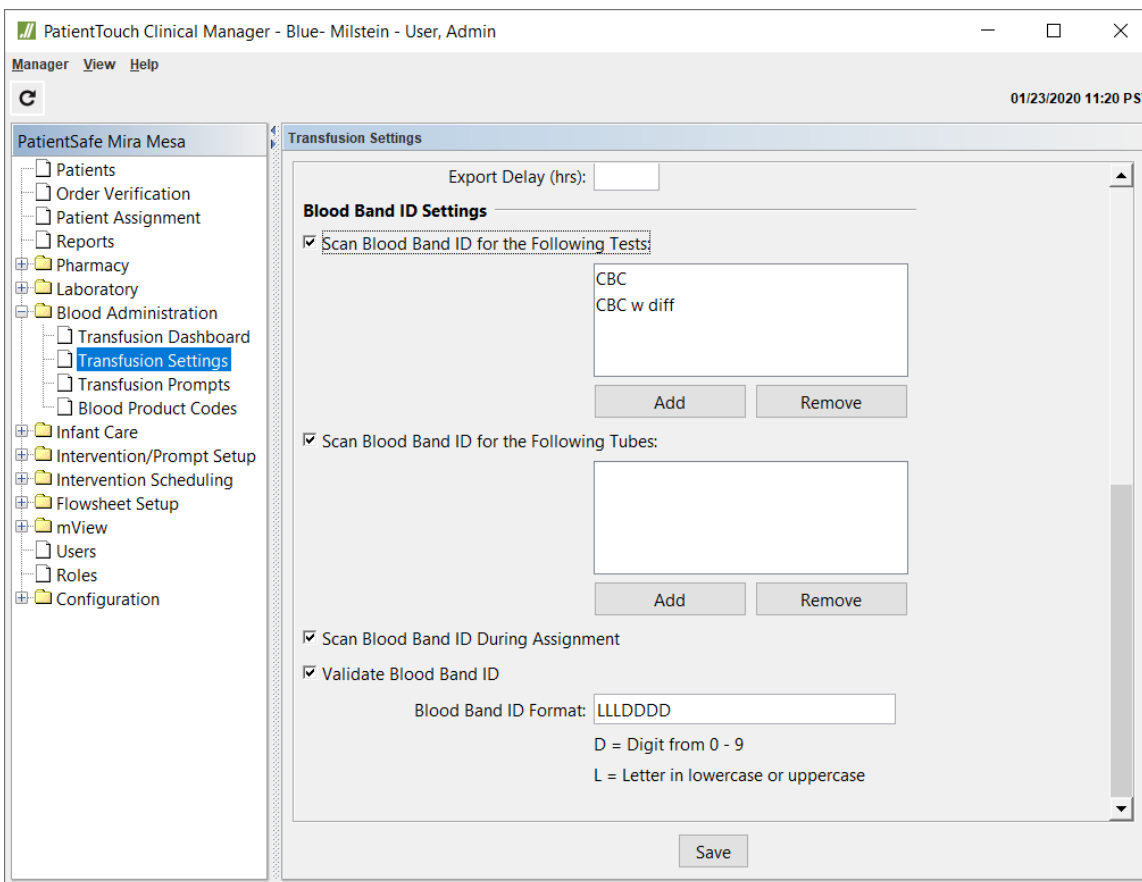 PatientTouch Clinical Manager - Blue- Milstein - User, Admin
Manager View Help
01/23/2020 11:20 PS
PatientSafe Mira Mesa
Patients
Order Verification
Patient Assignment
Reports
Pharmacy
Laboratory
Blood Administration
Transfusion Dashboard
Transfusion Settings
Transfusion Prompts
Blood Product Codes
Infant Care
Intervention/Prompt Setup
Intervention Scheduling
Flowsheet Setup
mView
Users
Roles
Configuration
Transfusion Settings
Export Delay (hrs):
Blood Band ID Settings
Scan Blood Band ID for the Following Tests:
CBC
CBC w diff
Add Remove
Scan Blood Band ID for the Following Tubes:
Add Remove
Scan Blood Band ID During Assignment
Validate Blood Band ID
Blood Band ID Format: LLLDDDD
D = Digit from 0 - 9
L = Letter in lowercase or uppercase
Save